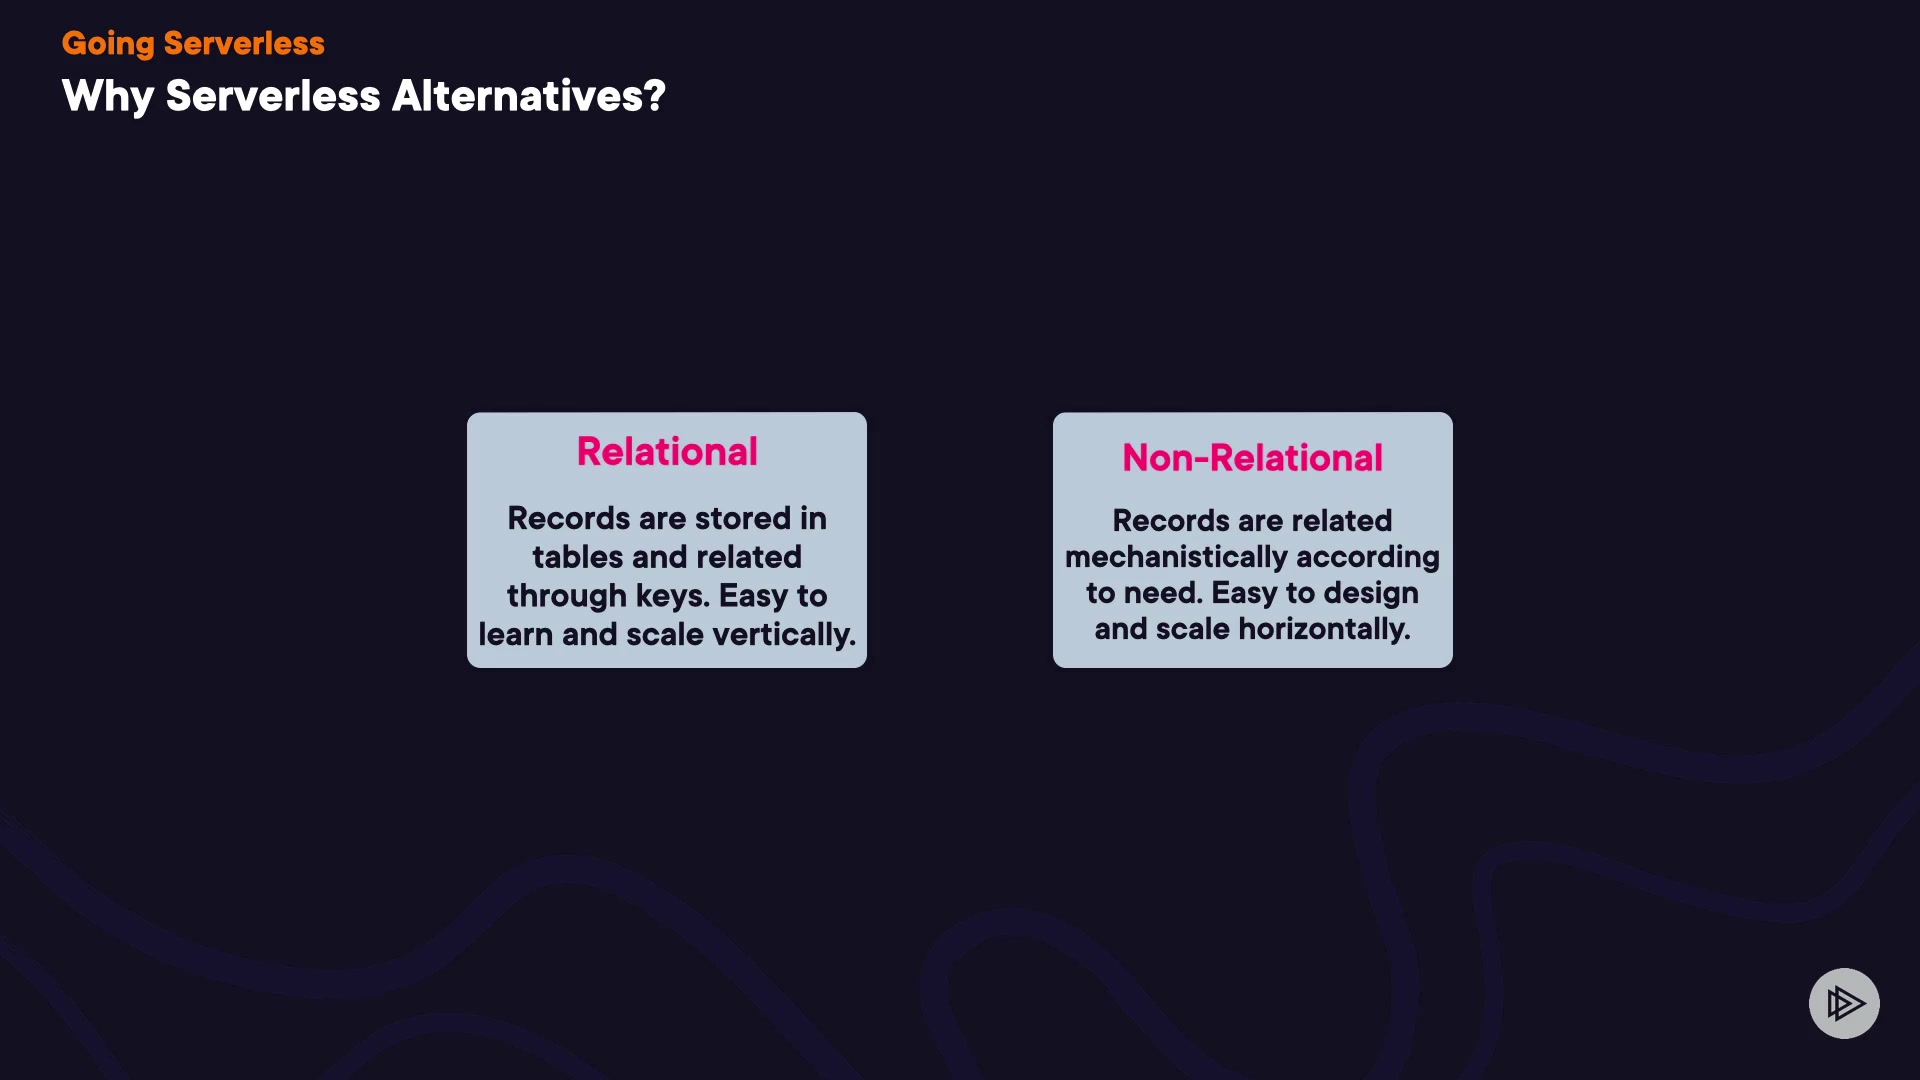 Going Serverless
Why Serverless Alternatives?
Relational
Records are stored in
tables and related
through keys. Easy to
learn and scale vertically.
Non-Relational
Records are related
mechanistically according
to need. Easy to design
and scale horizontally.